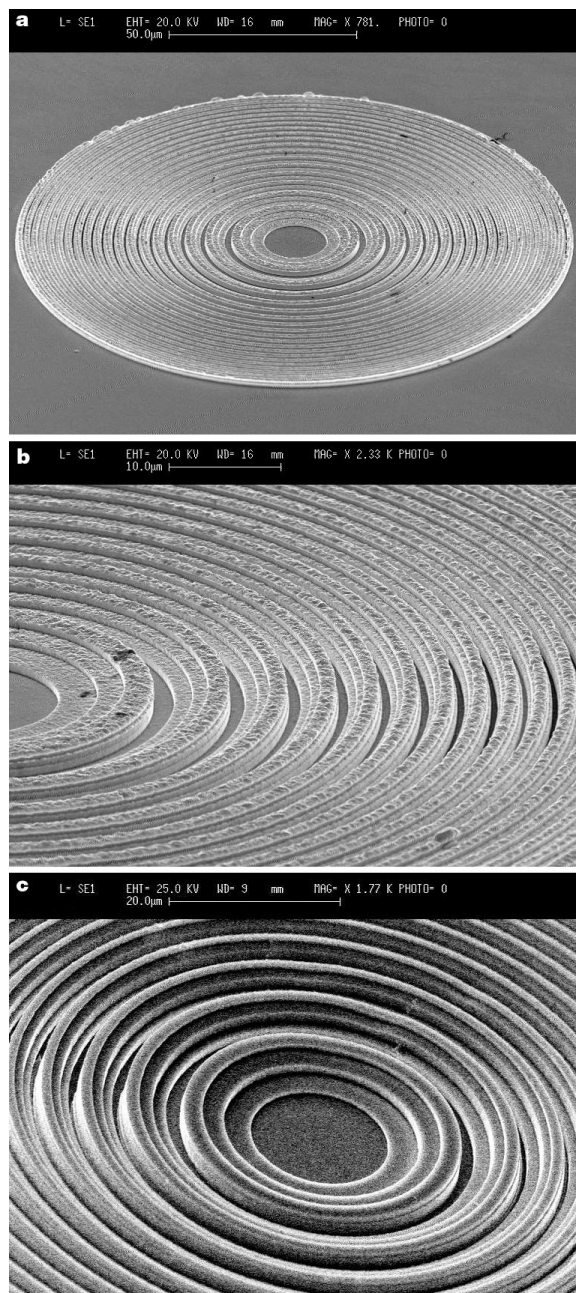 a L= SE1 EHT= 20.0 KV WD= 16 mm MAG= X 781. PHOTO= 0
50.0µm
b L= SE1 EHT= 20.0 KV WD= 16 mm MAG= X 2.33 K PHOTO= 0
10.0µm
c L= SE1 EHT= 25.0 KV WD= 9 mm MAG= X 1.77 K PHOTO= 0
20.0µm